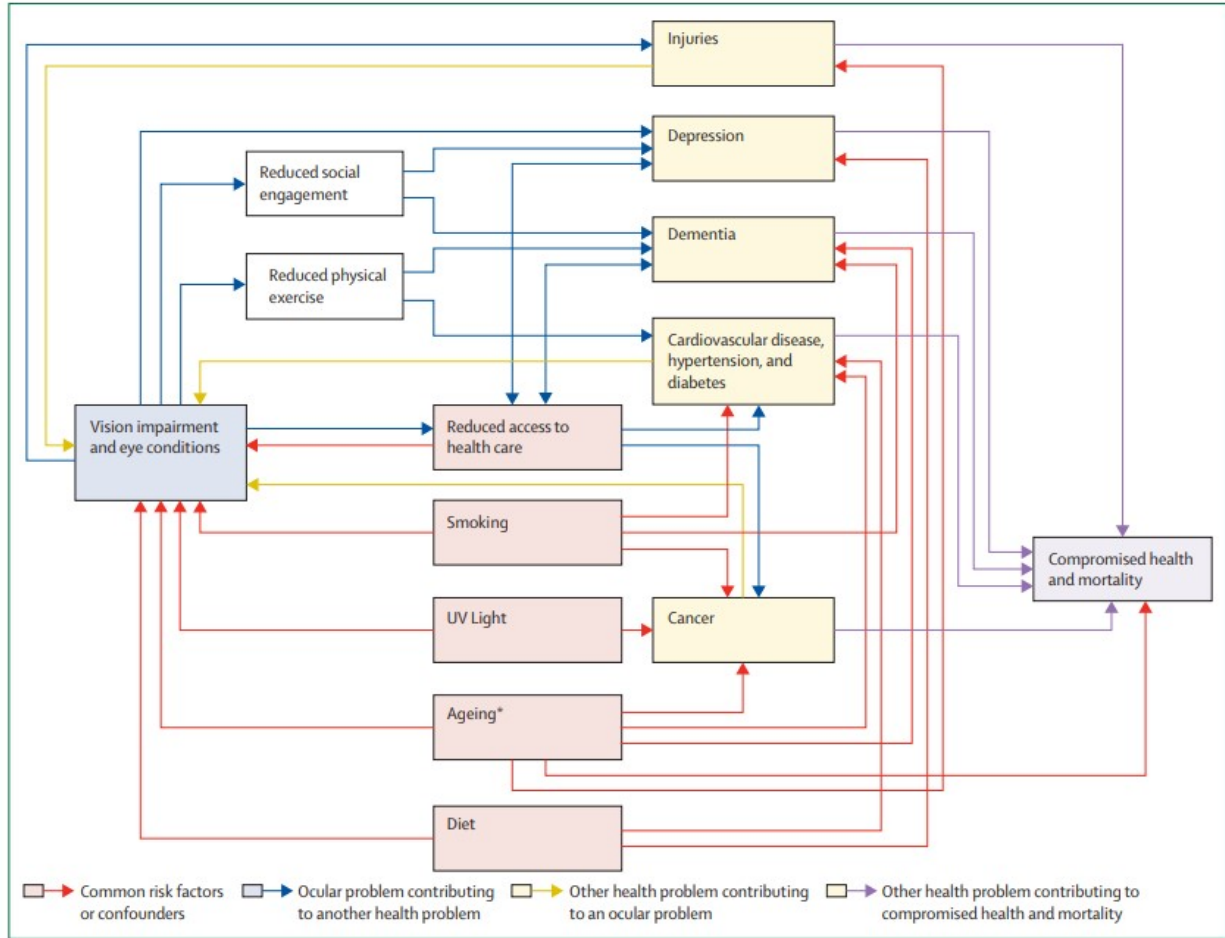 Injuries
Depression
Reduced social
engagement
Dementia
Reduced physical
exercise
Cardiovascular disease,
hypertension, and
diabetes
Vision impairment
and eye conditions
Reduced access to
health care
Smoking
Compromised health
and mortality
UV Light
Cancer
Ageing*
Diet
Common risk factors
or confounders
Ocular problem contributing
to another health problem
Other health problem contributing
to an ocular problem
Other health problem contributing to
compromised health and mortality